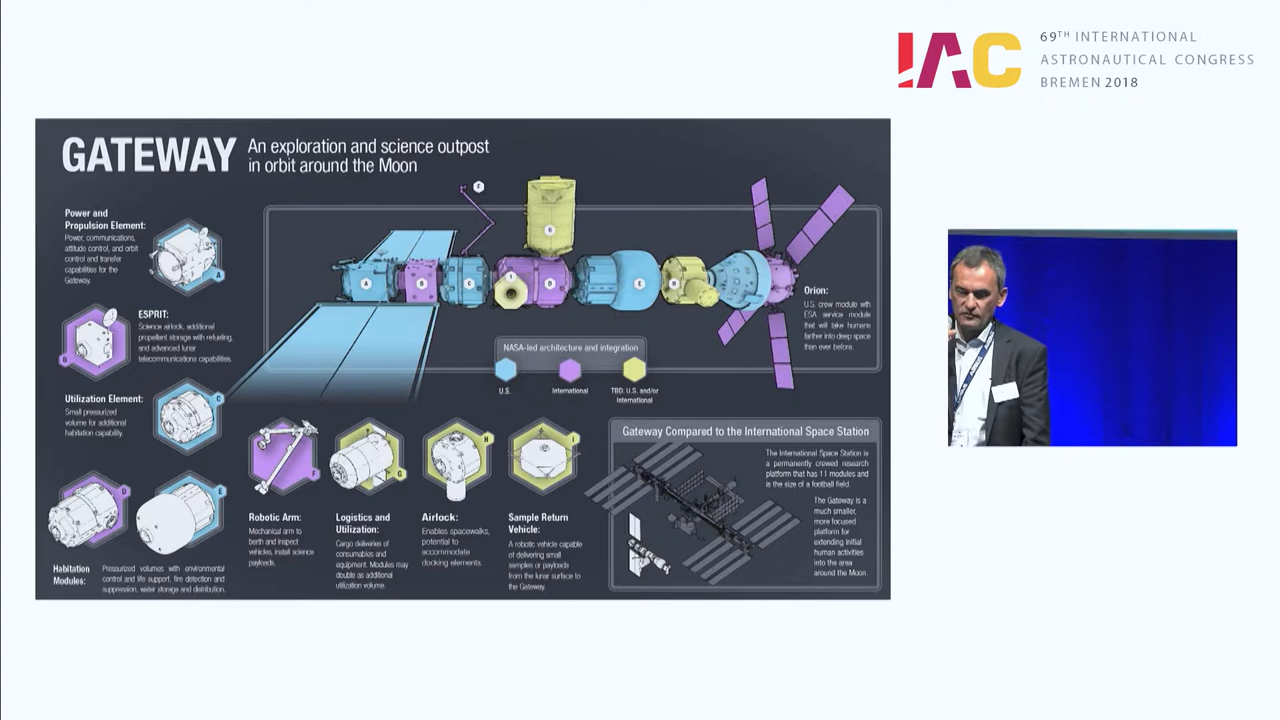 IAC
69TH INTERNATIONAL
ASTRONAUTICAL CONGRESS
BREMEN 2018
GATEWAY
An exploration and science outpost
in orbit around the Moon
Power and
Propulsion Element:
Power, communications,
attitude control, and orbit
control and transfer
capabilities for the
Gateway.
A
ESPRIT:
Science airlock, additional
propellant storage with refueling,
and advanced lunar
telecommunications capabilities.
B
Utilization Element:
Small pressurized
volume for additional
habitation capability.
C
D
E
Habitation
Modules:
Pressurized volumes with environmental
control and life support, fire detection and
suppression, water storage and distribution.
F
G
A
B
C
I
D
E
H
Orion:
U.S. crew module with
ESA service module
that will take humans
farther into deep space
than ever before.
NASA-led architecture and integration
U.S.
International
TBD: U.S. and/or
International
F
Robotic Arm:
Mechanical arm to
berth and inspect
vehicles, install science
payloads.
G
Logistics and
Utilization:
Cargo deliveries of
consumables and
equipment. Modules may
double as additional
utilization volume.
H
Airlock:
Enables spacewalks,
potential to
accommodate
docking elements.
I
Sample Return
Vehicle:
A robotic vehicle capable
of delivering small
samples or payloads
from the lunar surface to
the Gateway.
Gateway Compared to the International Space Station
The International Space Station is
a permanently crewed research
platform that has 11 modules and
is the size of a football field.
The Gateway is a
much smaller,
more focused
platform for
extending initial
human activities
into the area
around the Moon.